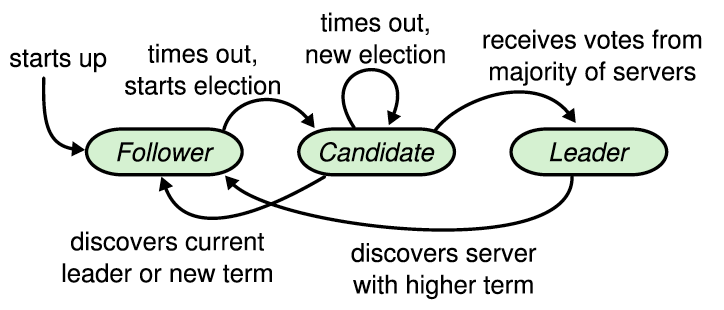 starts up
times out,
starts election
times out,
new election
receives votes from
majority of servers
Follower
Candidate
Leader
discovers current
leader or new term
discovers server
with higher term